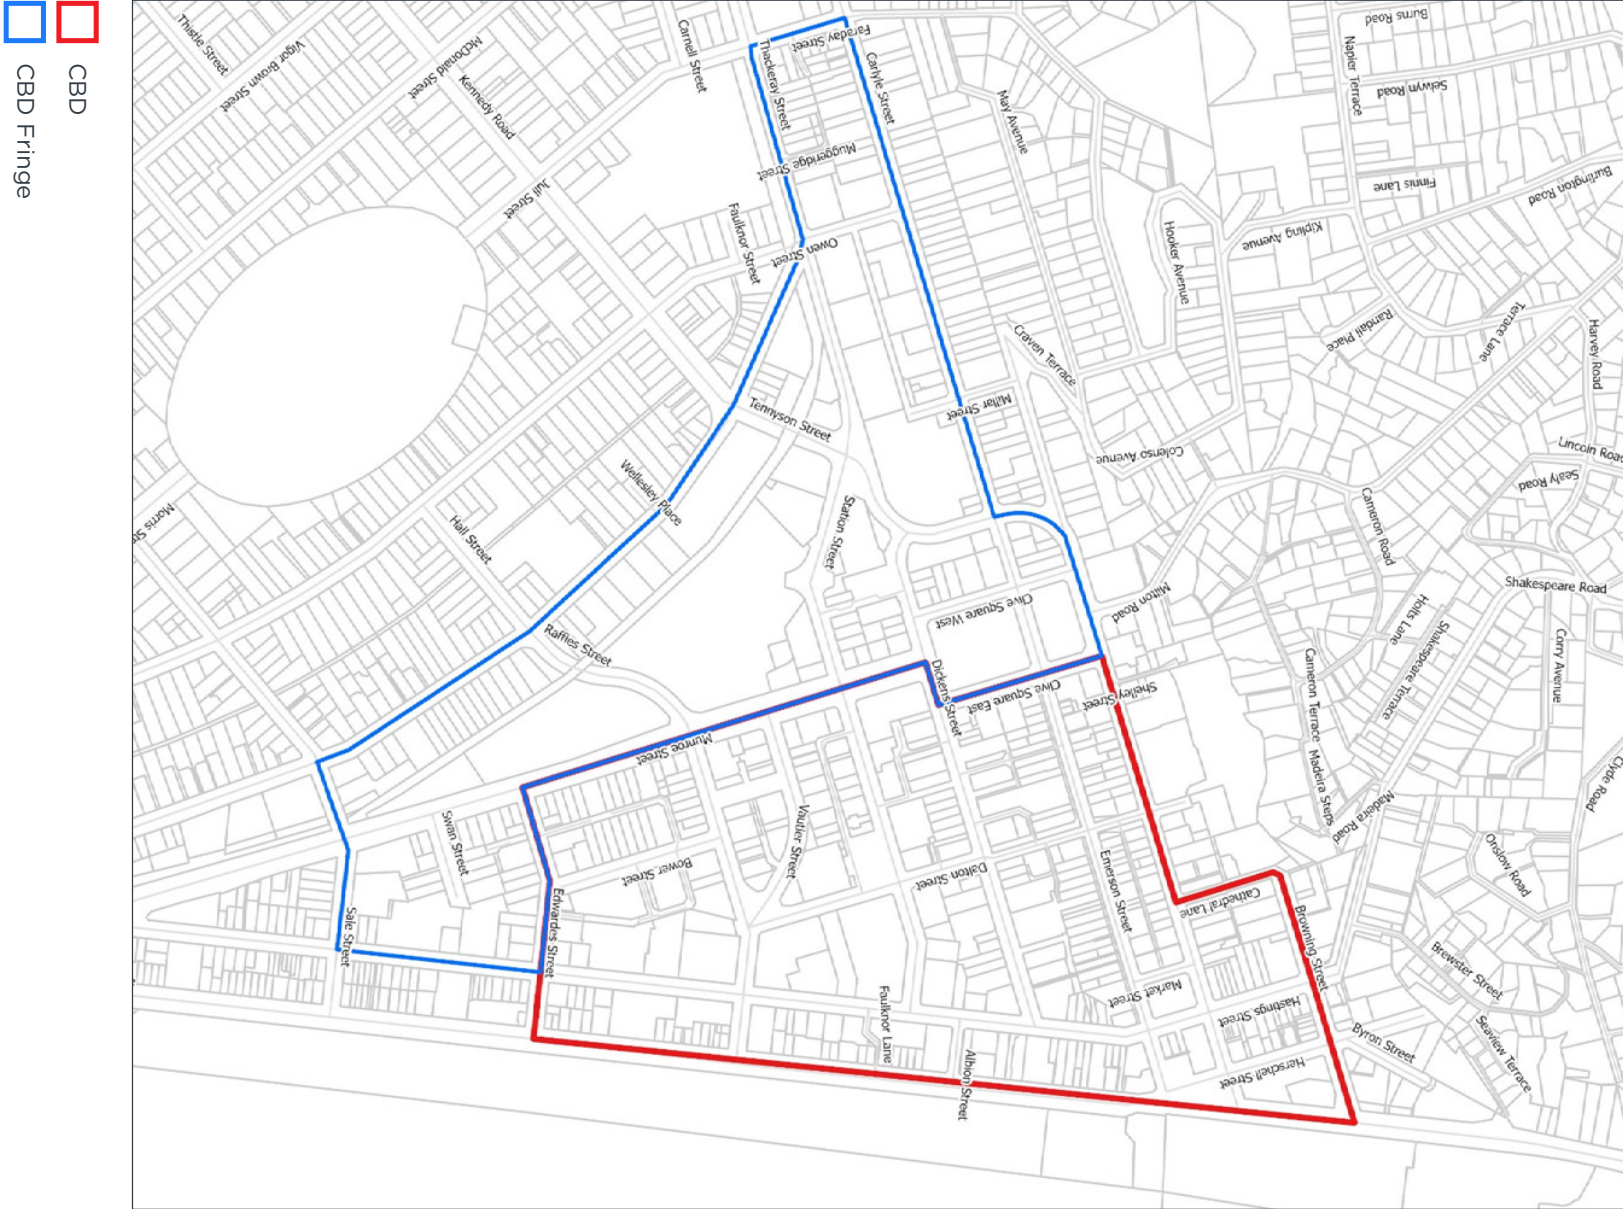 CBD
CBD Fringe
Thistle Street
Vigor Brown Street
McDonald Street
Kennedy Road
Carnell Street
Thackeray Street
Faraday Street
Carlyle Street
Burns Road
Napier Terrace
Selwyn Road
May Avenue
Muggeridge Street
Jull Street
Faulknor Street
Owen Street
Finnis Lane
Burlington Road
Kipling Avenue
Hooker Avenue
Terrace Lane
Randall Place
Harvey Road
Craven Terrace
Millar Street
Tennyson Street
Colenso Avenue
Lincoln Road
Sealy Road
Wellesley Place
Morris St
Hall Street
Station Street
Cameron Road
Shakespeare Road
Milton Road
Clive Square West
Holts Lane
Shakespeare Terrace
Raffles Street
Dickens Street
Clive Square East
Shelley Street
Cameron Terrace
Corry Avenue
Munroe Street
Madeira Steps
Madeira Road
Clyde Road
Swan Street
Vautier Street
Bower Street
Dalton Street
Emerson Street
Cathedral Lane
Onslow Road
Sale Street
Edwardes Street
Browning Street
Brewster Street
Market Street
Hastings Street
Faulknor Lane
Albion Street
Herschell Street
Byron Street
Seaview Terrace